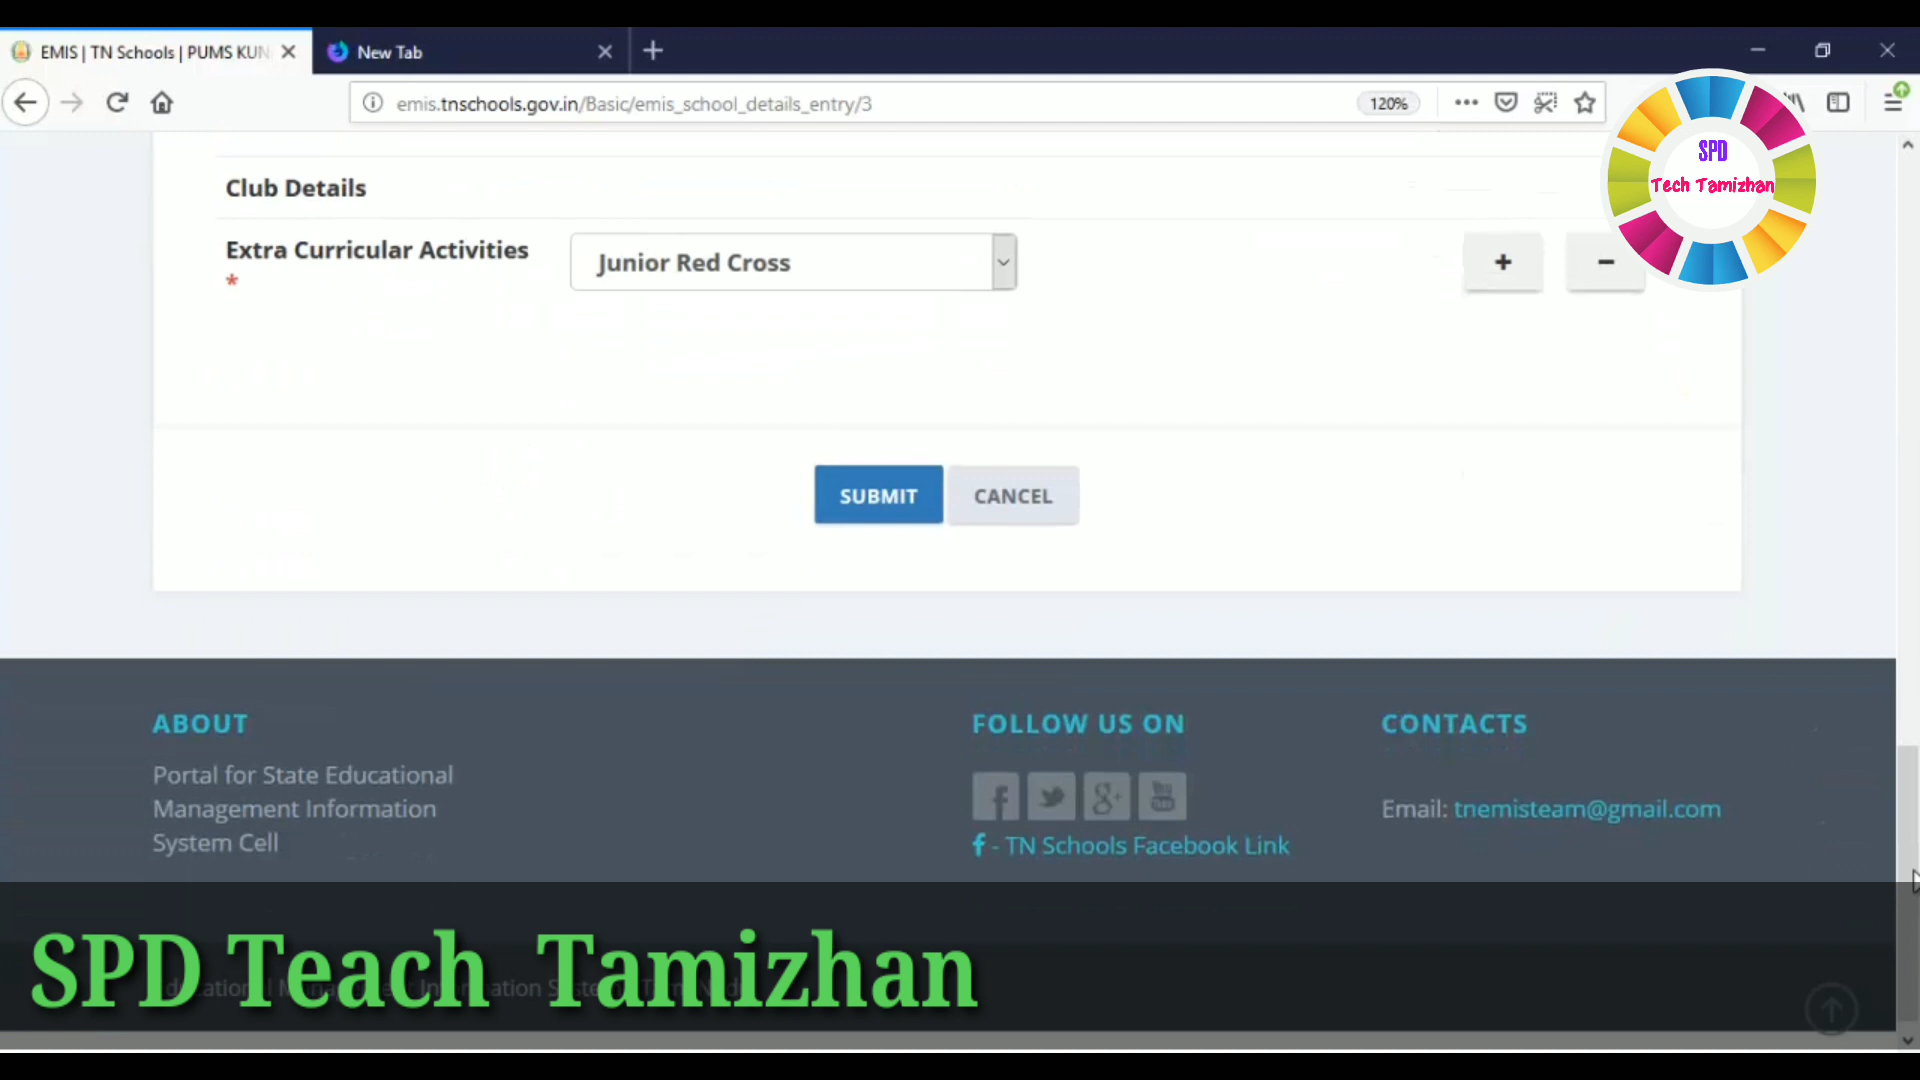 EMIS | TN Schools | PUMS KUN
New Tab
emis.tnschools.gov.in/Basic/emis_school_details_entry/3
120%
SPD
Tech Tamizhan
Club Details
Extra Curricular Activities
*
Junior Red Cross
+
-
SUBMIT
CANCEL
ABOUT
Portal for State Educational
Management Information
System Cell
FOLLOW US ON
f - TN Schools Facebook Link
CONTACTS
Email: tnemisteam@gmail.com
SPD Teach Tamizhan